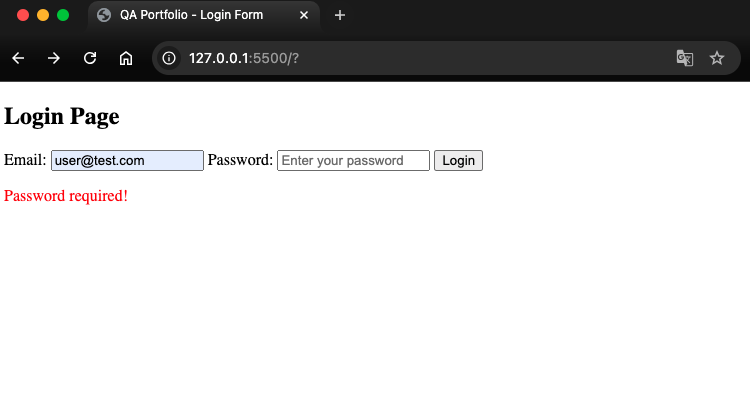 QA Portfolio - Login Form
127.0.0.1:5500/?
Login Page
Email: user@test.com Password: Enter your password Login
Password required!